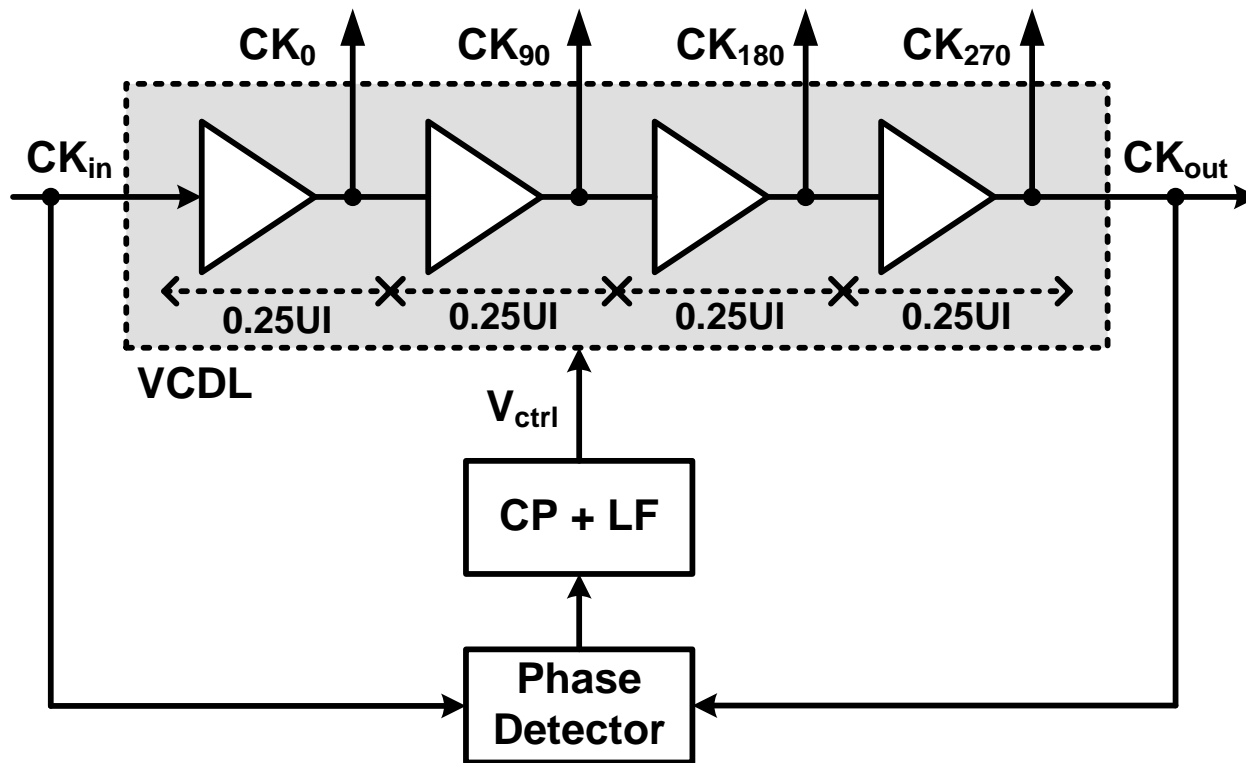 CK0 CK90 CK180 CK270
CKin CKout
0.25UI 0.25UI 0.25UI 0.25UI
VCDL
Vctrl
CP + LF
Phase
Detector